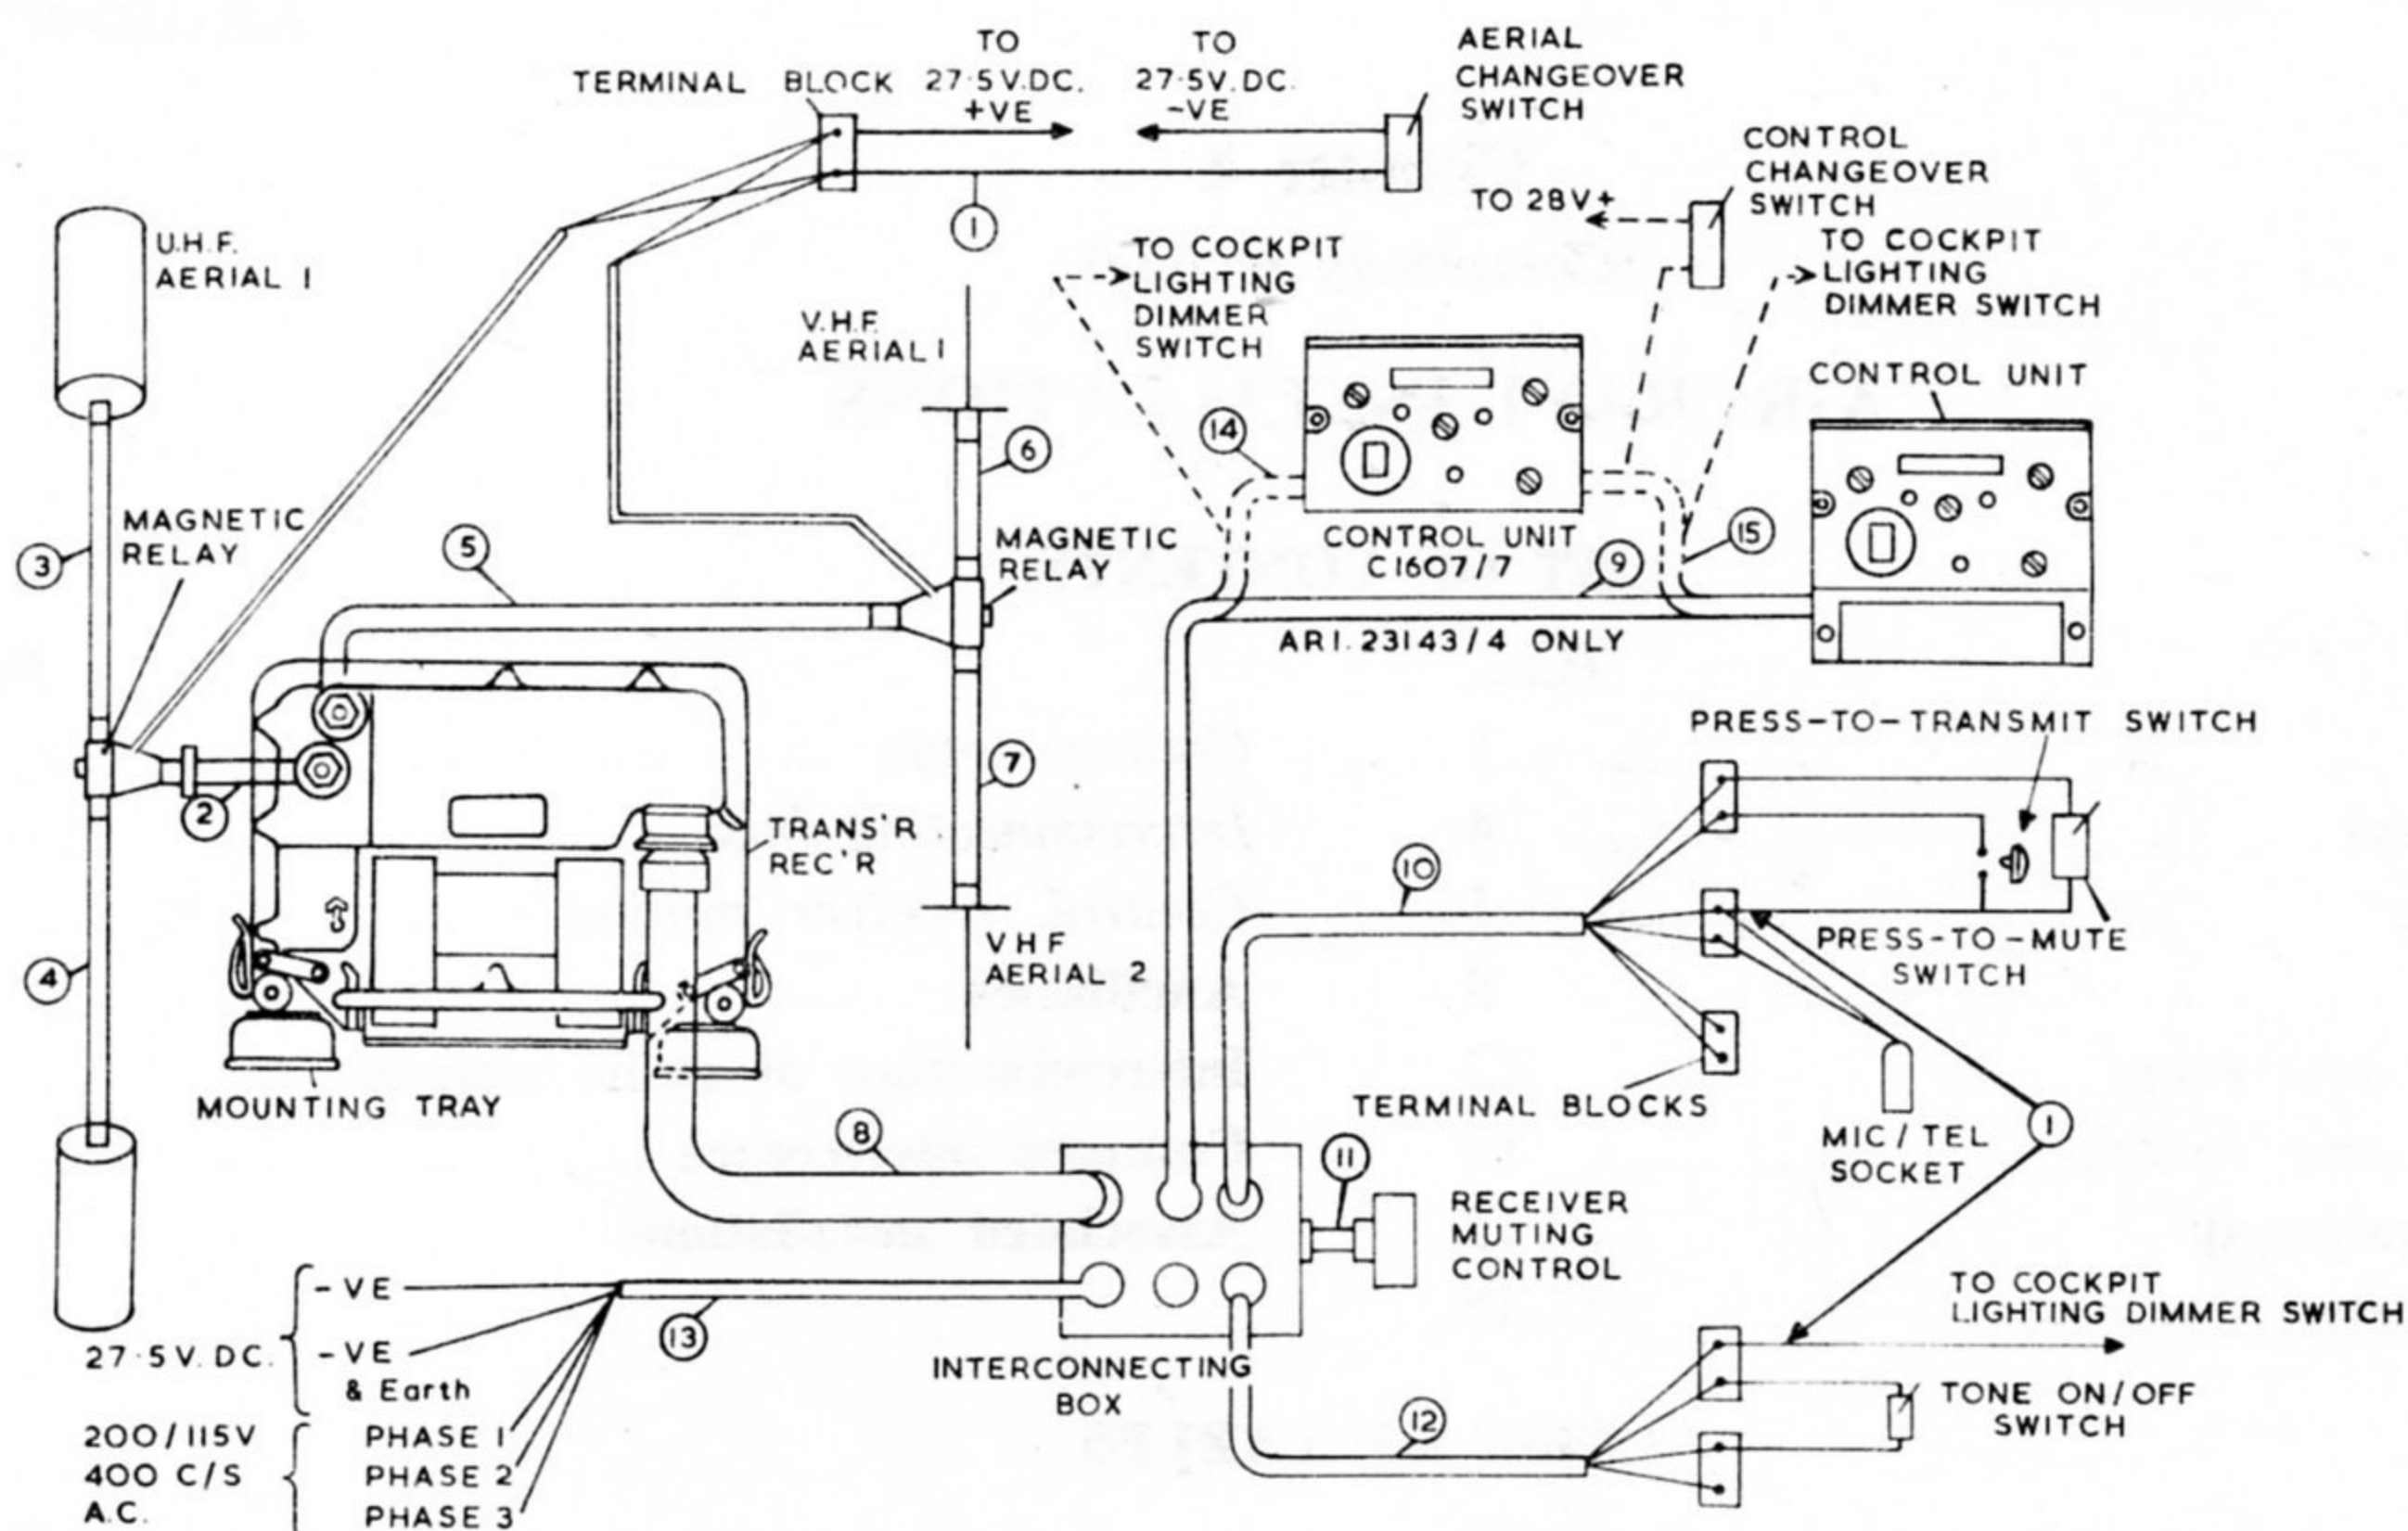 TERMINAL BLOCK
TO
27·5 V.DC.
+VE
TO
27·5V.DC.
-VE
AERIAL
CHANGEOVER
SWITCH
1
CONTROL
CHANGEOVER
SWITCH
TO 28V+
TO COCKPIT
LIGHTING
DIMMER
SWITCH
TO COCKPIT
LIGHTING
DIMMER SWITCH
U.H.F.
AERIAL 1
V.H.F.
AERIAL 1
CONTROL UNIT
14
6
3
MAGNETIC
RELAY
5
MAGNETIC
RELAY
CONTROL UNIT
C1607/7
9
15
ARI. 23143/4 ONLY
2
7
PRESS-TO-TRANSMIT SWITCH
TRANS'R
REC'R
10
4
VHF
AERIAL 2
PRESS-TO-MUTE
SWITCH
MOUNTING TRAY
8
TERMINAL BLOCKS
MIC/TEL
SOCKET
1
11
RECEIVER
MUTING
CONTROL
27·5 V. DC.
-VE
-VE
& Earth
13
INTERCONNECTING
BOX
TO COCKPIT
LIGHTING DIMMER SWITCH
12
TONE ON/OFF
SWITCH
200/115V
400 C/S
A.C.
PHASE 1
PHASE 2
PHASE 3